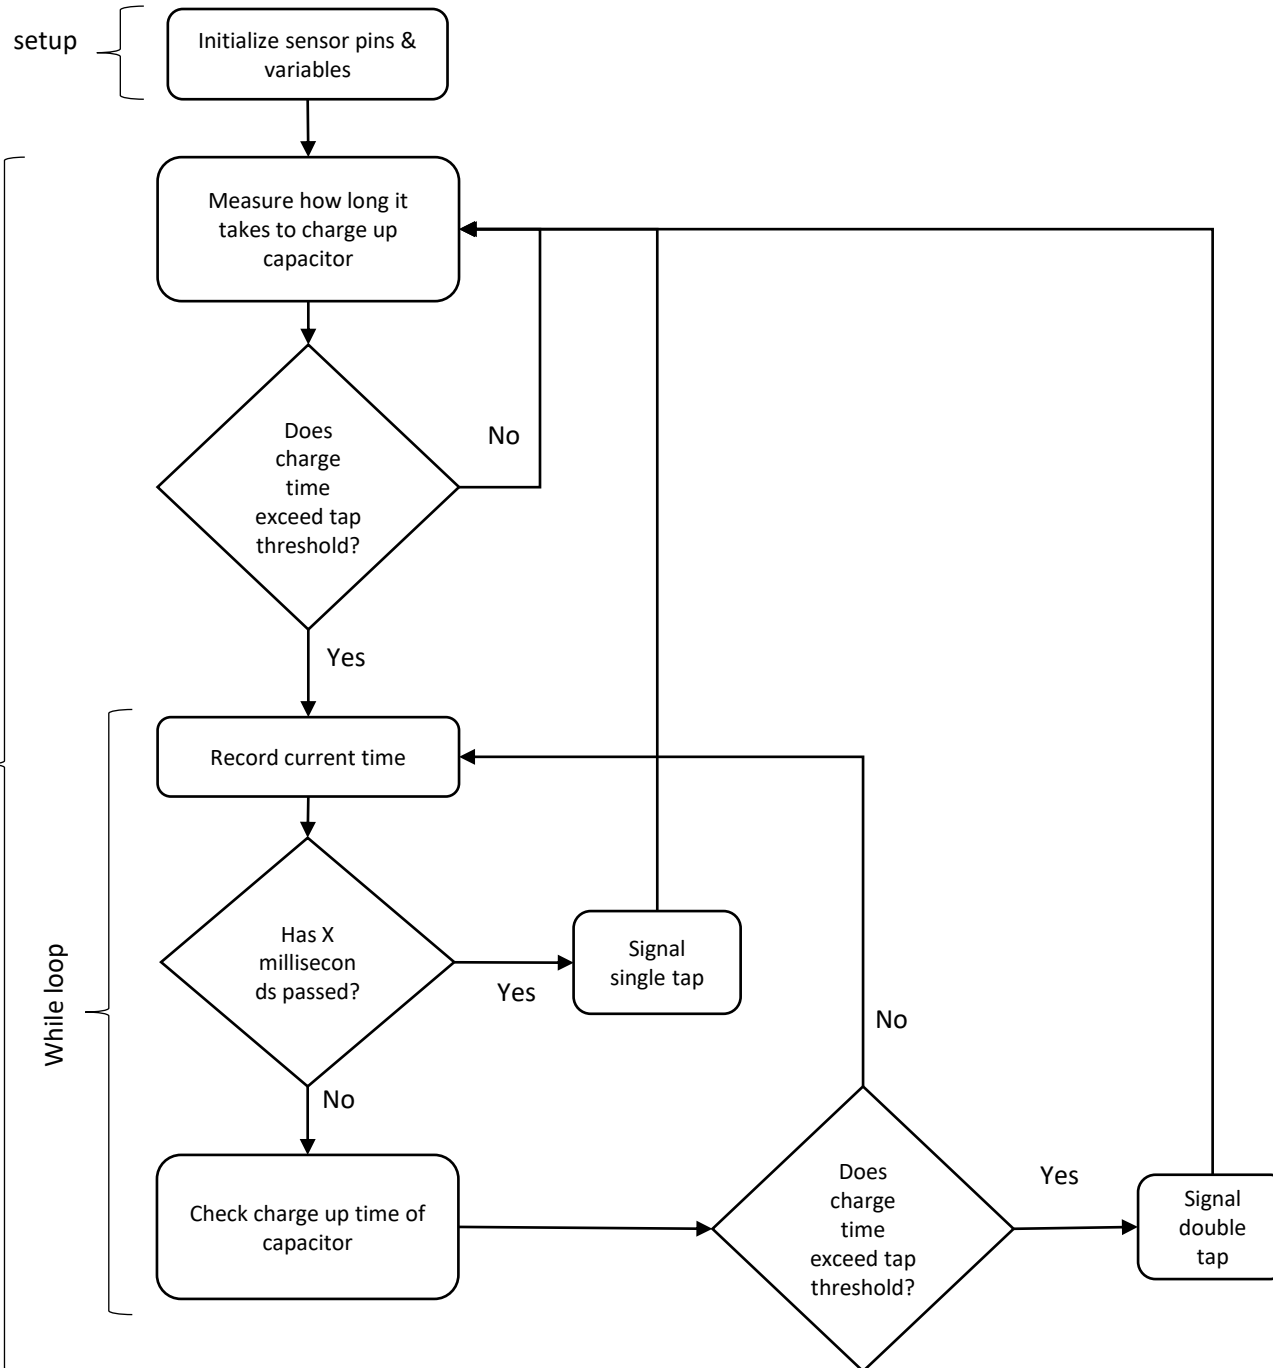 setup
Initialize sensor pins &
variables
Measure how long it
takes to charge up
capacitor
Does
charge
time
exceed tap
threshold?
No
Yes
Record current time
While loop
Has X
millisecon
ds passed?
Yes
Signal
single tap
No
No
Check charge up time of
capacitor
Does
charge
time
exceed tap
threshold?
Yes
Signal
double
tap